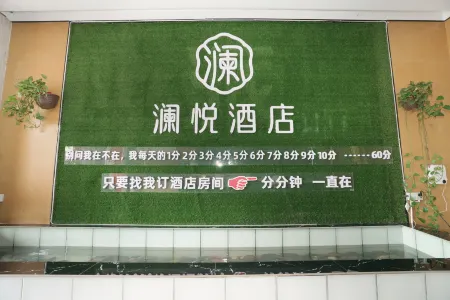 澜
澜悦酒店
别问我在不在，我每天的1分2分3分4分5分6分7分8分9分10分 ------60分
只要找我订酒店房间 分分钟 一直在